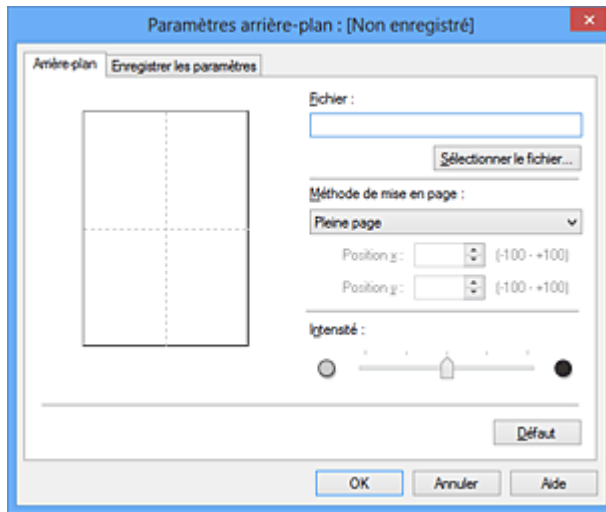 Paramètres arrière-plan : [Non enregistré]
Arrière-plan
Enregistrer les paramètres
Fichier :
Sélectionner le fichier...
Méthode de mise en page :
Pleine page
Position x : (-100 - +100)
Position y : (-100 - +100)
Intensité :
Défaut
OK Annuler Aide